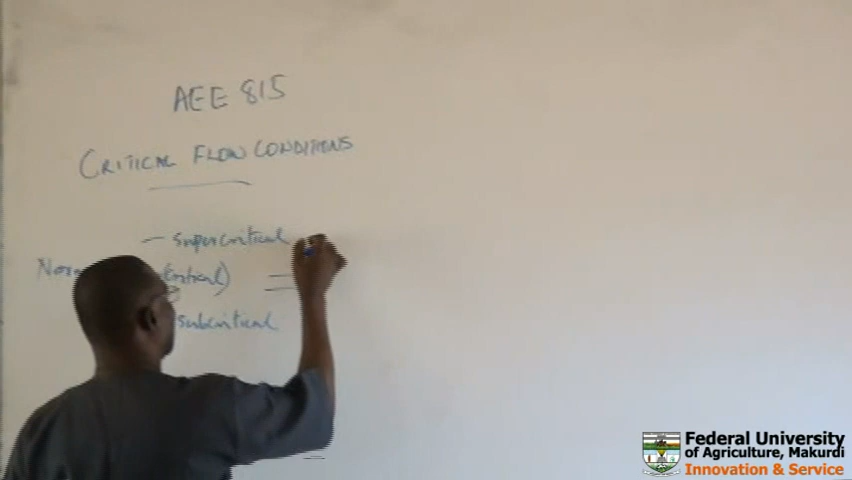 AEE 815
CRITICAL FLOW CONDITIONS
— supercritical
(Critical) =
subcritical
Federal University
of Agriculture, Makurdi
Innovation & Service